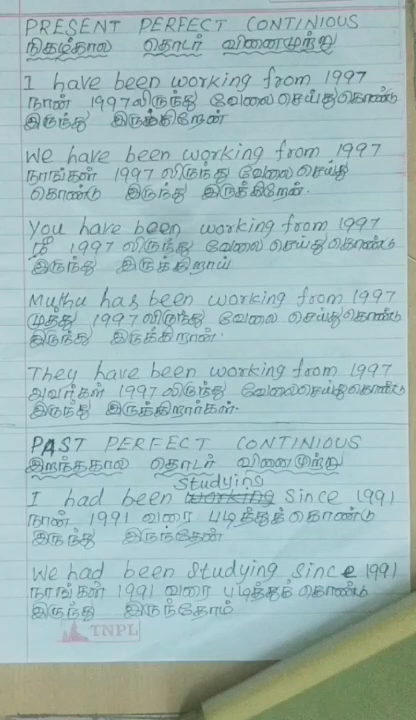 PRESENT PERFECT CONTINIOUS
நிகழ்கால தொடர் வினைமுற்று
I have been working from 1997
நான் 1997லிருந்து வேலைசெய்துகொண்டு
இருந்து இருக்கிறேன்
We have been working from 1997
நாங்கள் 1997லிருந்து வேலைசெய்து
கொண்டு இருந்து இருக்கிறேன்.
You have been working from 1997
நீ 1997லிருந்து வேலைசெய்துகொண்டு
இருந்து இருக்கிறாய்
Muthu has been working from 1997
முத்து 1997லிருந்து வேலை செய்துகொண்டு
இருந்து இருக்கிறான்.
They have been working from 1997
அவர்கள் 1997லிருந்து வேலைசெய்துகொண்டு
இருந்து இருக்கிறார்கள்.
PAST PERFECT CONTINIOUS
இறந்தகால தொடர் வினைமுற்று
studying
I had been working since 1991
நான் 1991 வரை படித்துக்கொண்டு
இருந்து இருந்தேன்
We had been studying since 1991
நாங்கள் 1991 வரை படித்துக்கொண்டு
இருந்து இருந்தோம்
TNPL